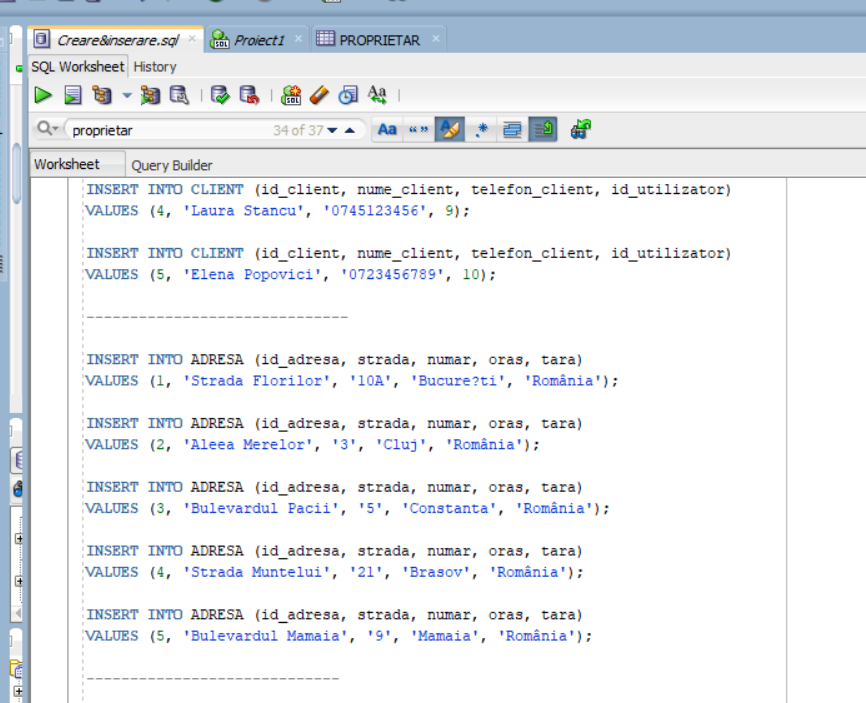 Creare&inserare.sql × Proiect1 × PROPRIETAR ×
SQL Worksheet History
proprietar 34 of 37 Aa “ ”
Worksheet Query Builder
INSERT INTO CLIENT (id_client, nume_client, telefon_client, id_utilizator)
VALUES (4, 'Laura Stancu', '0745123456', 9);
INSERT INTO CLIENT (id_client, nume_client, telefon_client, id_utilizator)
VALUES (5, 'Elena Popovici', '0723456789', 10);
------------------------------
INSERT INTO ADRESA (id_adresa, strada, numar, oras, tara)
VALUES (1, 'Strada Florilor', '10A', 'Bucure?ti', 'România');
INSERT INTO ADRESA (id_adresa, strada, numar, oras, tara)
VALUES (2, 'Aleea Merelor', '3', 'Cluj', 'România');
INSERT INTO ADRESA (id_adresa, strada, numar, oras, tara)
VALUES (3, 'Bulevardul Pacii', '5', 'Constanta', 'România');
INSERT INTO ADRESA (id_adresa, strada, numar, oras, tara)
VALUES (4, 'Strada Muntelui', '21', 'Brasov', 'România');
INSERT INTO ADRESA (id_adresa, strada, numar, oras, tara)
VALUES (5, 'Bulevardul Mamaia', '9', 'Mamaia', 'România');
-----------------------------